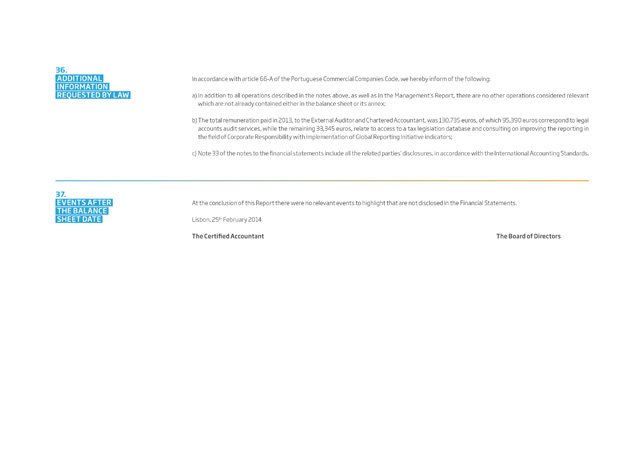 36.
ADDITIONAL
INFORMATION
REQUESTED BY LAW
In accordance with article 66-A of the Portuguese Commercial Companies Code, we hereby inform of the following:
a) In addition to all operations described in the notes above, as well as in the Management's Report, there are no other operations considered relevant
which are not already contained either in the balance sheet or its annex;
b) The total remuneration paid in 2013, to the External Auditor and Chartered Accountant, was 130,735 euros, of which 95,390 euros correspond to legal
accounts audit services, while the remaining 39,345 euros, relate to access to a tax legislation database and consulting on improving the reporting in
the field of Corporate Responsibility with implementation of Global Reporting Initiative indicators;
c) Note 33 of the notes to the financial statements include all the related parties' disclosures, in accordance with the International Accounting Standards.
37.
EVENTS AFTER
THE BALANCE
SHEET DATE
At the conclusion of this Report there were no relevant events to highlight that are not disclosed in the Financial Statements.
Lisbon, 25th February 2014
The Certified Accountant The Board of Directors